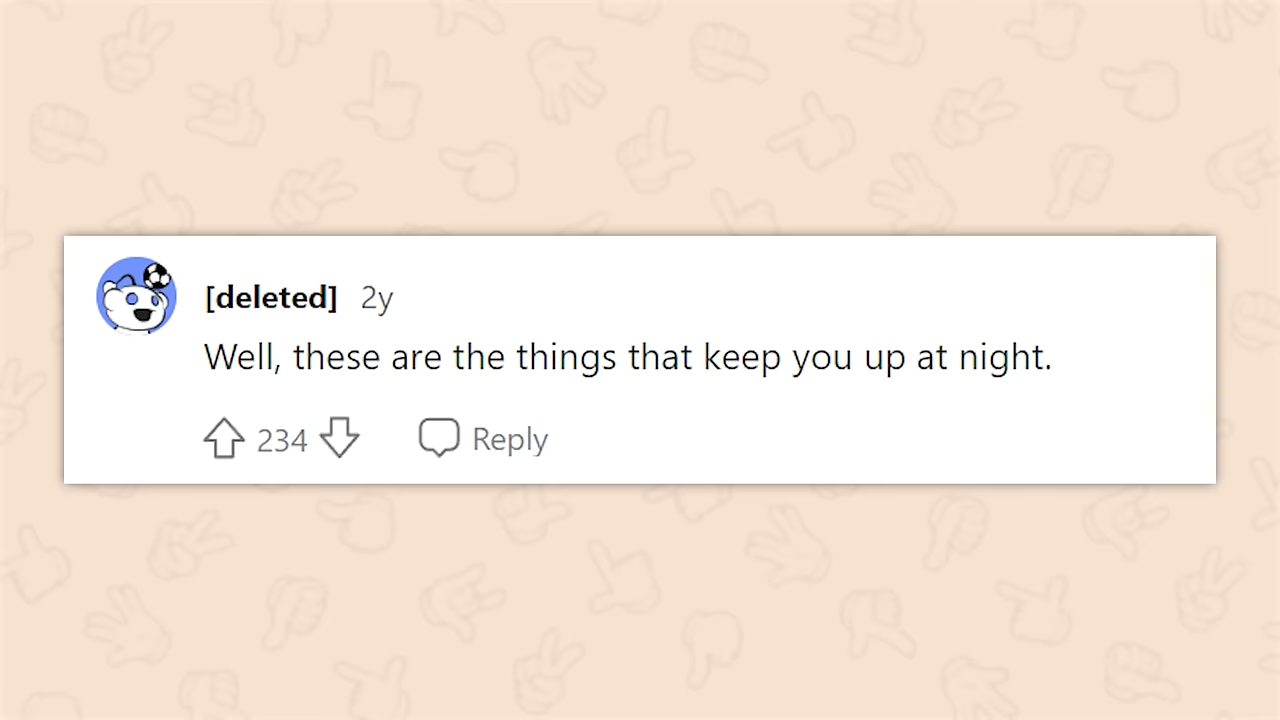 [deleted] 2y
Well, these are the things that keep you up at night.
234 Reply